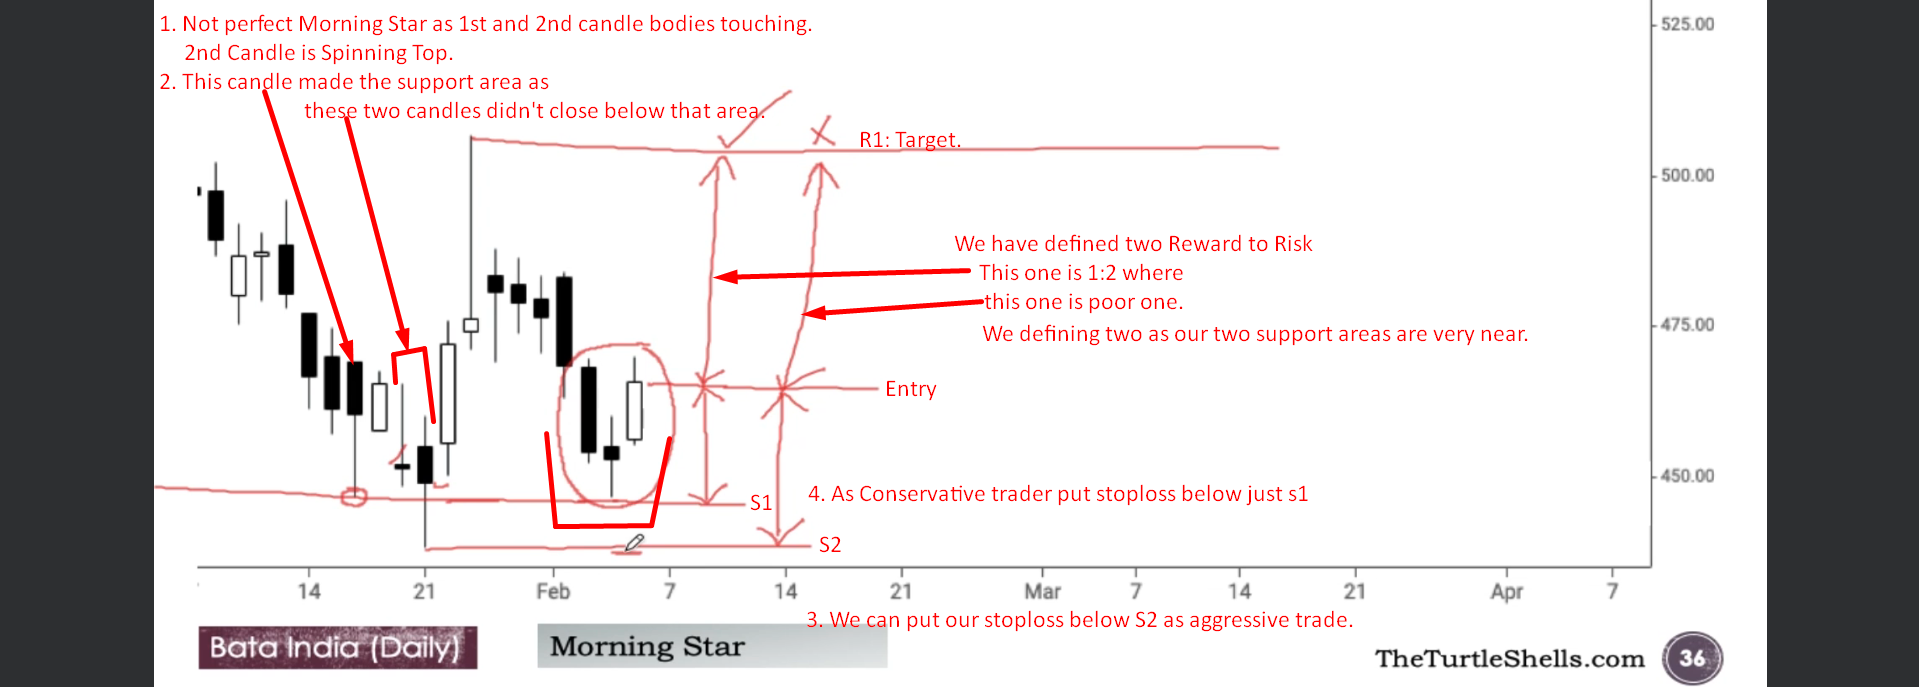 1. Not perfect Morning Star as 1st and 2nd candle bodies touching.
2nd Candle is Spinning Top.
2. This candle made the support area as
these two candles didn't close below that area.
R1: Target.
We have defined two Reward to Risk
This one is 1:2 where
this one is poor one.
We defining two as our two support areas are very near.
Entry
S1
4. As Conservative trader put stoploss below just s1
S2
525.00
500.00
475.00
450.00
14 21 Feb 7 14 21 Mar 7 14 21 Apr 7
3. We can put our stoploss below S2 as aggressive trade.
Bata India (Daily)
Morning Star
TheTurtleShells.com
36